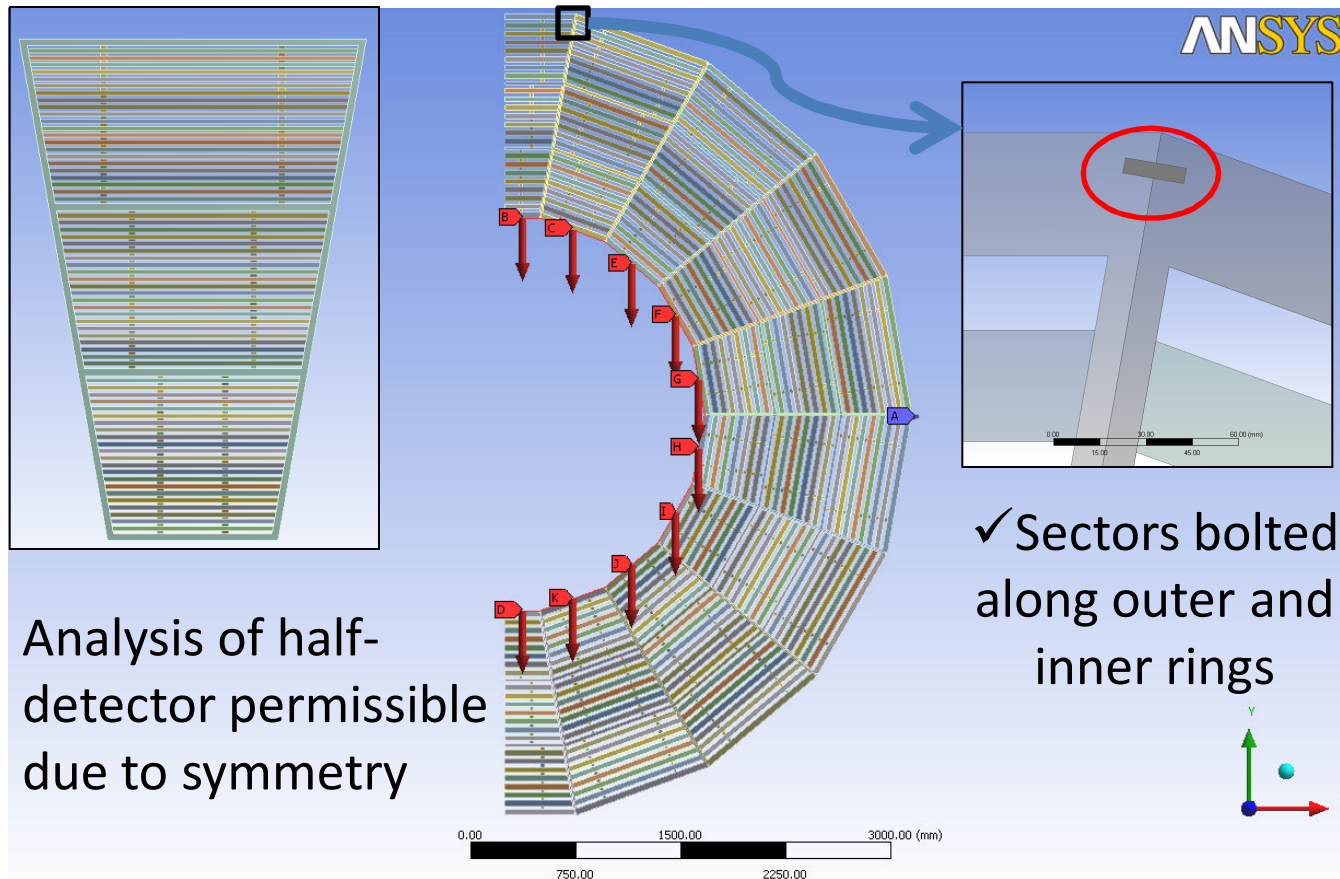 ANSYS
B
C
E
F
G
A
H
I
J
D
K
0.00
30.00
60.00 (mm)
15.00
45.00
✓Sectors bolted
along outer and
inner rings
Analysis of half-
detector permissible
due to symmetry
Y
0.00
1500.00
3000.00 (mm)
750.00
2250.00